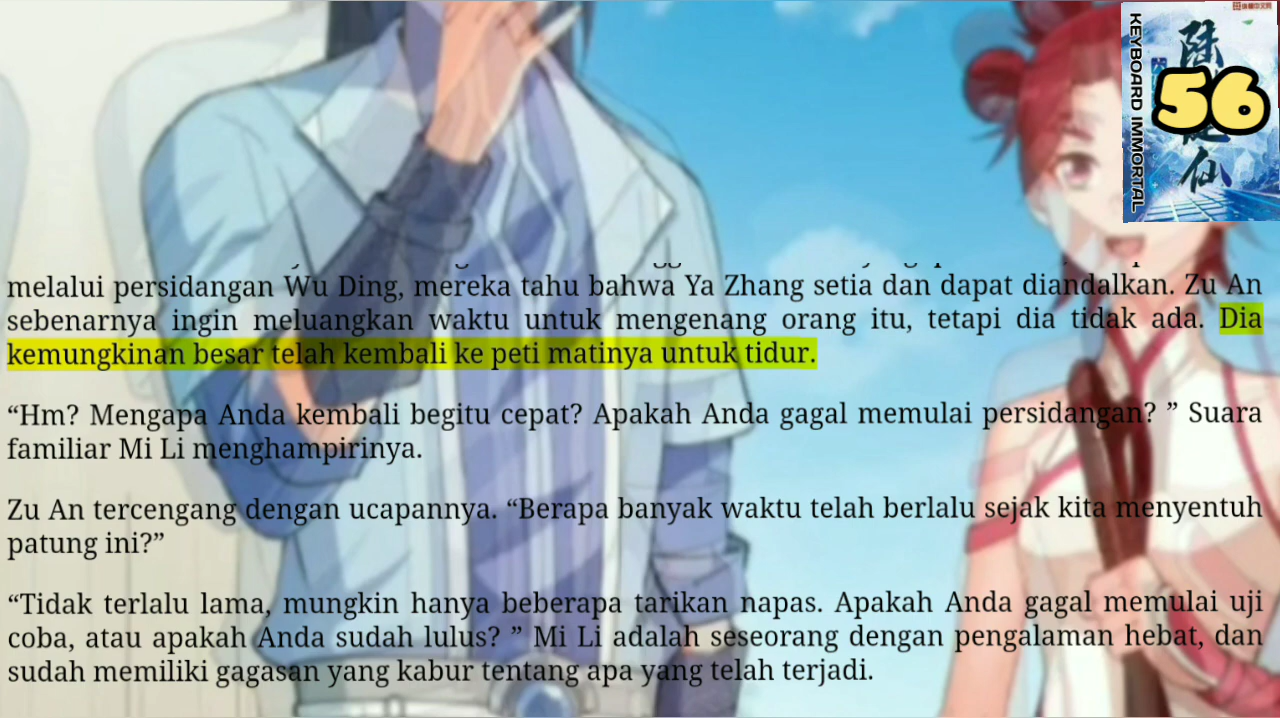 KEYBOARD IMMORTAL
56
仙
melalui persidangan Wu Ding, mereka tahu bahwa Ya Zhang setia dan dapat diandalkan. Zu An
sebenarnya ingin meluangkan waktu untuk mengenang orang itu, tetapi dia tidak ada. Dia
kemungkinan besar telah kembali ke peti matinya untuk tidur.
“Hm? Mengapa Anda kembali begitu cepat? Apakah Anda gagal memulai persidangan? ” Suara
familiar Mi Li menghampirinya.
Zu An tercengang dengan ucapannya. “Berapa banyak waktu telah berlalu sejak kita menyentuh
patung ini?”
“Tidak terlalu lama, mungkin hanya beberapa tarikan napas. Apakah Anda gagal memulai uji
coba, atau apakah Anda sudah lulus? ” Mi Li adalah seseorang dengan pengalaman hebat, dan
sudah memiliki gagasan yang kabur tentang apa yang telah terjadi.